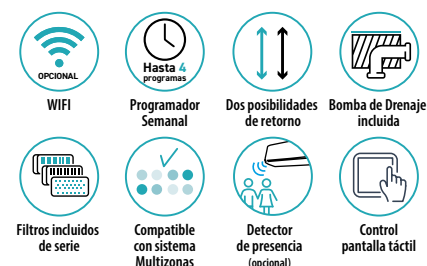 OPCIONAL
WIFI
Hasta 4
programas
Programador
Semanal
Dos posibilidades
de retorno
Bomba de Drenaje
incluida
Filtros incluidos
de serie
Compatible
con sistema
Multizonas
Detector
de presencia
(opcional)
Control
pantalla táctil